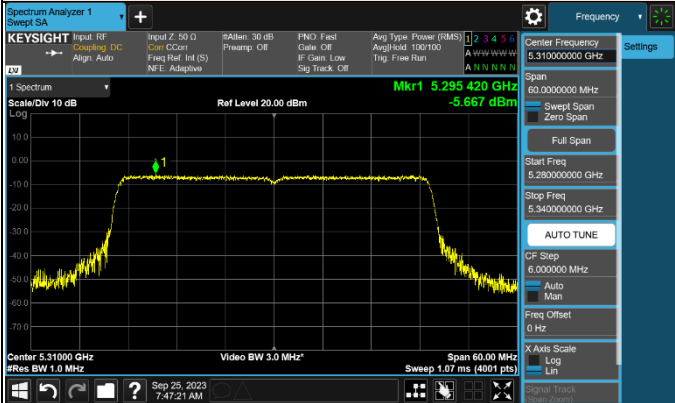 Spectrum Analyzer 1
Swept SA
+
Frequency
KEYSIGHT
Input: RF
Coupling: DC
Align: Auto
Input Z: 50 Ω
Corr CCorr
Freq Ref: Int (S)
NFE: Adaptive
#Atten: 30 dB
Preamp: Off
PNO: Fast
Gate: Off
IF Gain: Low
Sig Track: Off
Avg Type: Power (RMS)
Avg|Hold: 100/100
Trig: Free Run
1 2 3 4 5 6
A W W W W W
A N N N N N
LXI
1 Spectrum
Scale/Div 10 dB
Ref Level 20.00 dBm
Mkr1 5.295 420 GHz
-5.667 dBm
Log
10.0
0.00
-10.0
-20.0
-30.0
-40.0
-50.0
-60.0
-70.0
1
Center 5.31000 GHz
#Res BW 1.0 MHz
Video BW 3.0 MHz*
Span 60.00 MHz
Sweep 1.07 ms (4001 pts)
?
Sep 25, 2023
7:47:21 AM
Center Frequency
5.310000000 GHz
Settings
Span
60.0000000 MHz
Swept Span
Zero Span
Full Span
Start Freq
5.280000000 GHz
Stop Freq
5.340000000 GHz
AUTO TUNE
CF Step
6.000000 MHz
Auto
Man
Freq Offset
0 Hz
X Axis Scale
Log
Lin
Signal Track
(Span Zoom)